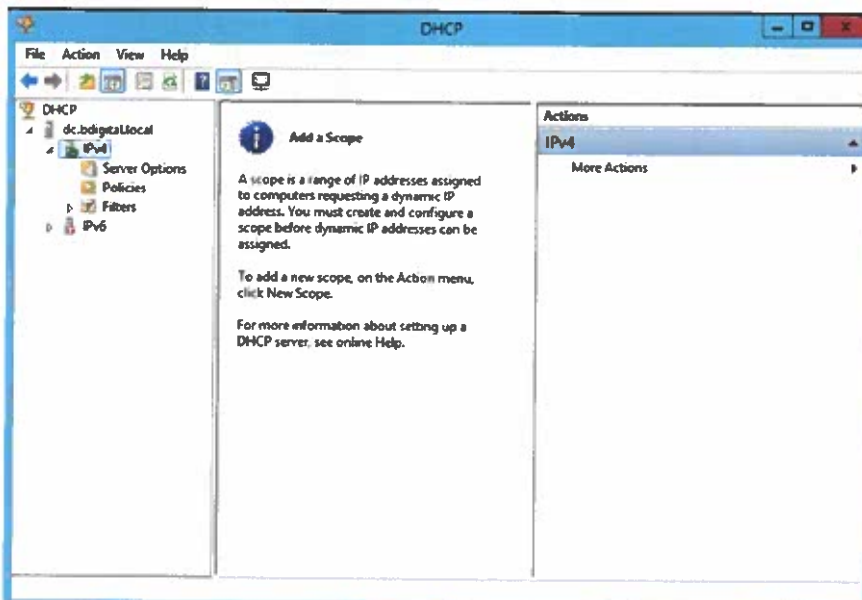 DHCP
File Action View Help
DHCP
dc.bdigital.local
IPv4
Server Options
Policies
Filters
IPv6
Add a Scope
A scope is a range of IP addresses assigned
to computers requesting a dynamic IP
address. You must create and configure a
scope before dynamic IP addresses can be
assigned.
To add a new scope, on the Action menu,
click New Scope.
For more information about setting up a
DHCP server, see online Help.
Actions
IPv4
More Actions